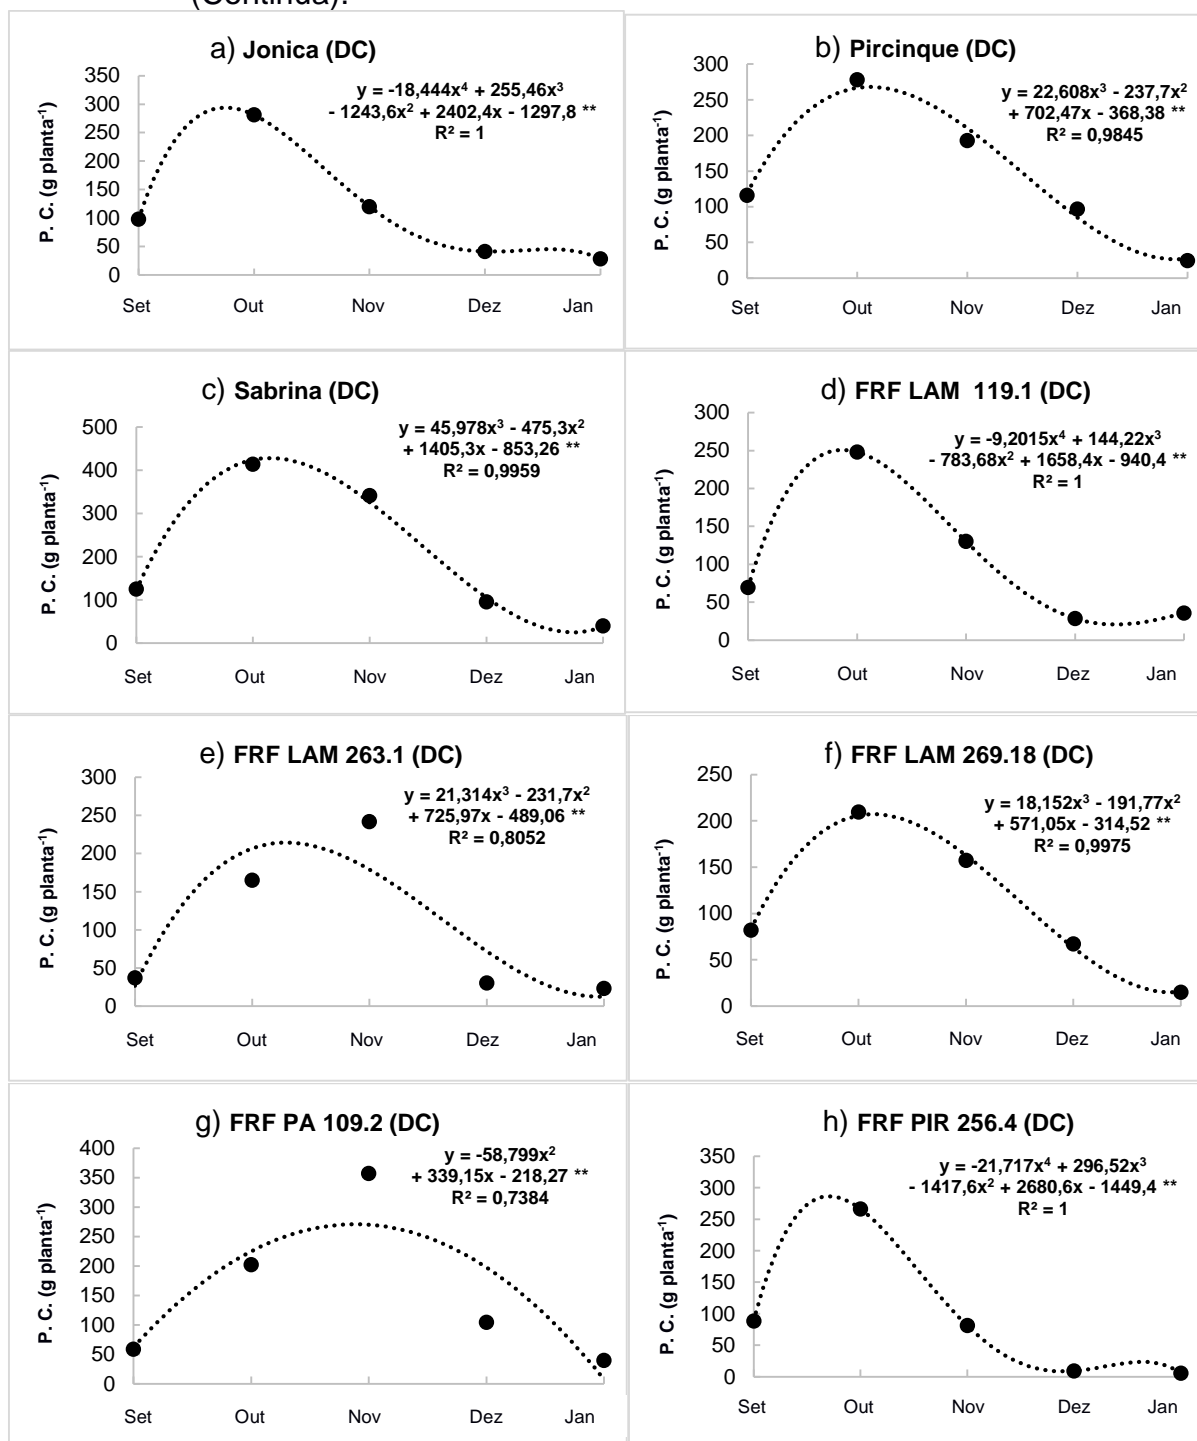 (Continua).
a) Jonica (DC)
y = -18,444x⁴ + 255,46x³
- 1243,6x² + 2402,4x - 1297,8 **
R² = 1
P. C. (g planta⁻¹)
350
300
250
200
150
100
50
0
Set Out Nov Dez Jan
b) Pircinque (DC)
y = 22,608x³ - 237,7x²
+ 702,47x - 368,38 **
R² = 0,9845
P. C. (g planta⁻¹)
300
250
200
150
100
50
0
Set Out Nov Dez Jan
c) Sabrina (DC)
y = 45,978x³ - 475,3x²
+ 1405,3x - 853,26 **
R² = 0,9959
P. C. (g planta⁻¹)
500
400
300
200
100
0
Set Out Nov Dez Jan
d) FRF LAM 119.1 (DC)
y = -9,2015x⁴ + 144,22x³
- 783,68x² + 1658,4x - 940,4 **
R² = 1
P. C. (g planta⁻¹)
300
250
200
150
100
50
0
Set Out Nov Dez Jan
e) FRF LAM 263.1 (DC)
y = 21,314x³ - 231,7x²
+ 725,97x - 489,06 **
R² = 0,8052
P. C. (g planta⁻¹)
300
250
200
150
100
50
0
Set Out Nov Dez Jan
f) FRF LAM 269.18 (DC)
y = 18,152x³ - 191,77x²
+ 571,05x - 314,52 **
R² = 0,9975
P. C. (g planta⁻¹)
250
200
150
100
50
0
Set Out Nov Dez Jan
g) FRF PA 109.2 (DC)
y = -58,799x²
+ 339,15x - 218,27 **
R² = 0,7384
P. C. (g planta⁻¹)
400
350
300
250
200
150
100
50
0
Set Out Nov Dez Jan
h) FRF PIR 256.4 (DC)
y = -21,717x⁴ + 296,52x³
- 1417,6x² + 2680,6x - 1449,4 **
R² = 1
P. C. (g planta⁻¹)
350
300
250
200
150
100
50
0
Set Out Nov Dez Jan